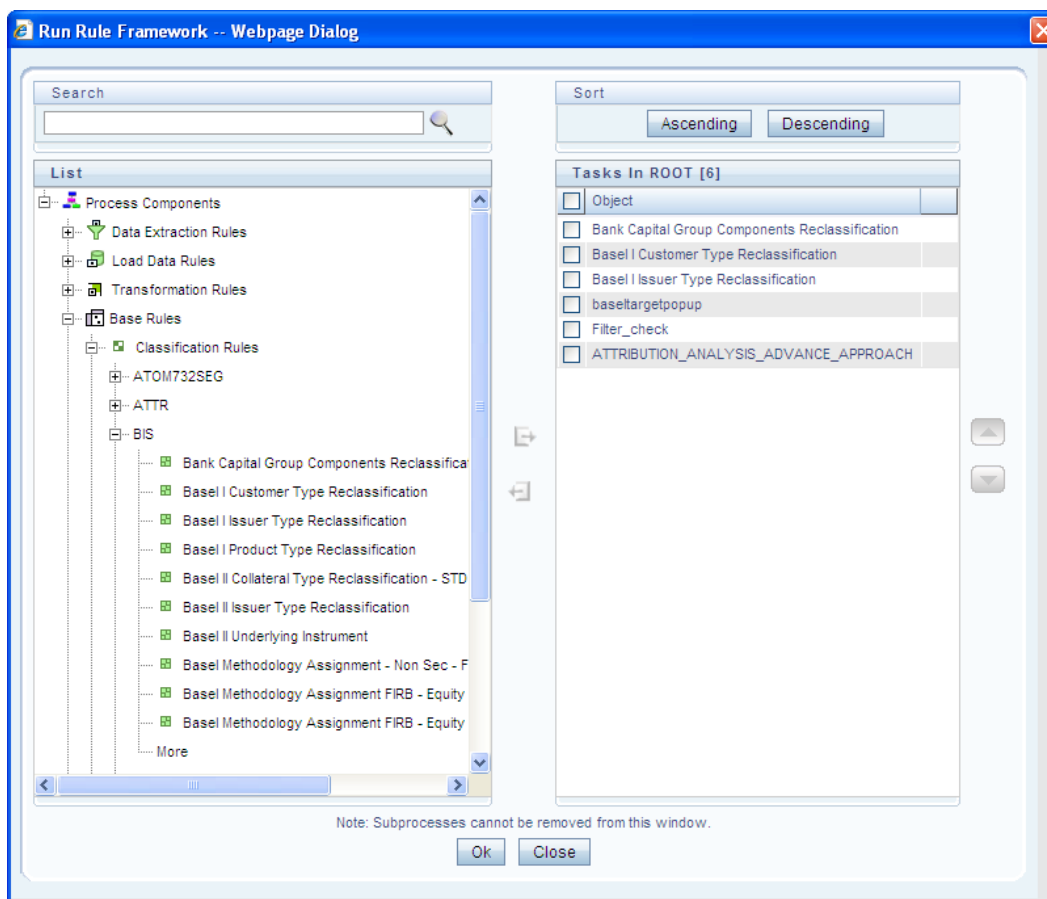 Run Rule Framework -- Webpage Dialog
Search
Sort
Ascending Descending
List
Process Components
Data Extraction Rules
Load Data Rules
Transformation Rules
Base Rules
Classification Rules
ATOM732SEG
ATTR
BIS
Bank Capital Group Components Reclassifica
Basel I Customer Type Reclassification
Basel I Issuer Type Reclassification
Basel I Product Type Reclassification
Basel II Collateral Type Reclassification - STD
Basel II Issuer Type Reclassification
Basel II Underlying Instrument
Basel Methodology Assignment - Non Sec - F
Basel Methodology Assignment FIRB - Equity
Basel Methodology Assignment FIRB - Equity
More
Tasks In ROOT [6]
Object
Bank Capital Group Components Reclassification
Basel I Customer Type Reclassification
Basel I Issuer Type Reclassification
baseltargetpopup
Filter_check
ATTRIBUTION_ANALYSIS_ADVANCE_APPROACH
Note: Subprocesses cannot be removed from this window.
Ok Close